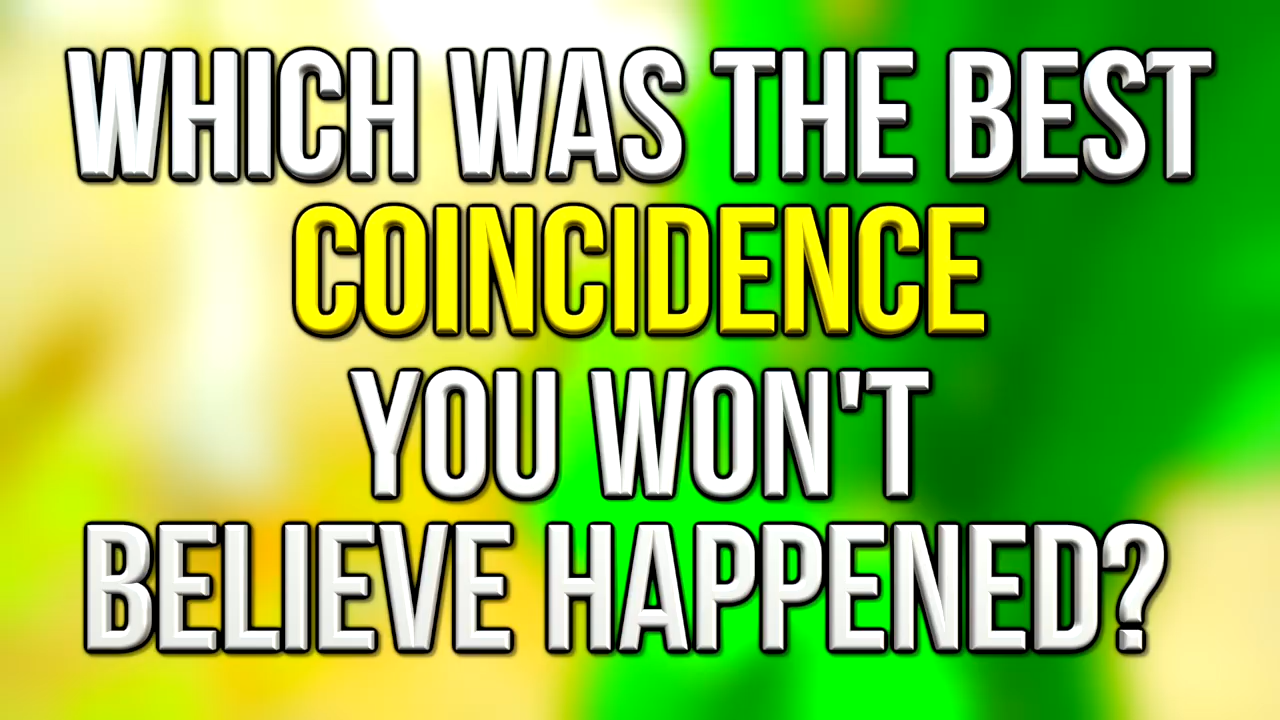 WHICH WAS THE BEST
COINCIDENCE
YOU WON'T
BELIEVE HAPPENED?